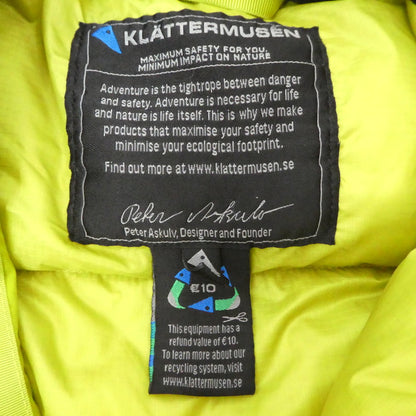 KLÄTTERMUSEN
MAXIMUM SAFETY FOR YOU,
MINIMUM IMPACT ON NATURE
Adventure is the tightrope between danger
and safety. Adventure is necessary for life
and nature is life itself. This is why we make
products that maximise your safety and
minimise your ecological footprint.
Find out more at www.klattermusen.se
Peter Askulv
Peter Askulv, Designer and Founder
€10
This equipment has a
refund value of €10.
To learn more about our
recycling system, visit
www.klattermusen.se